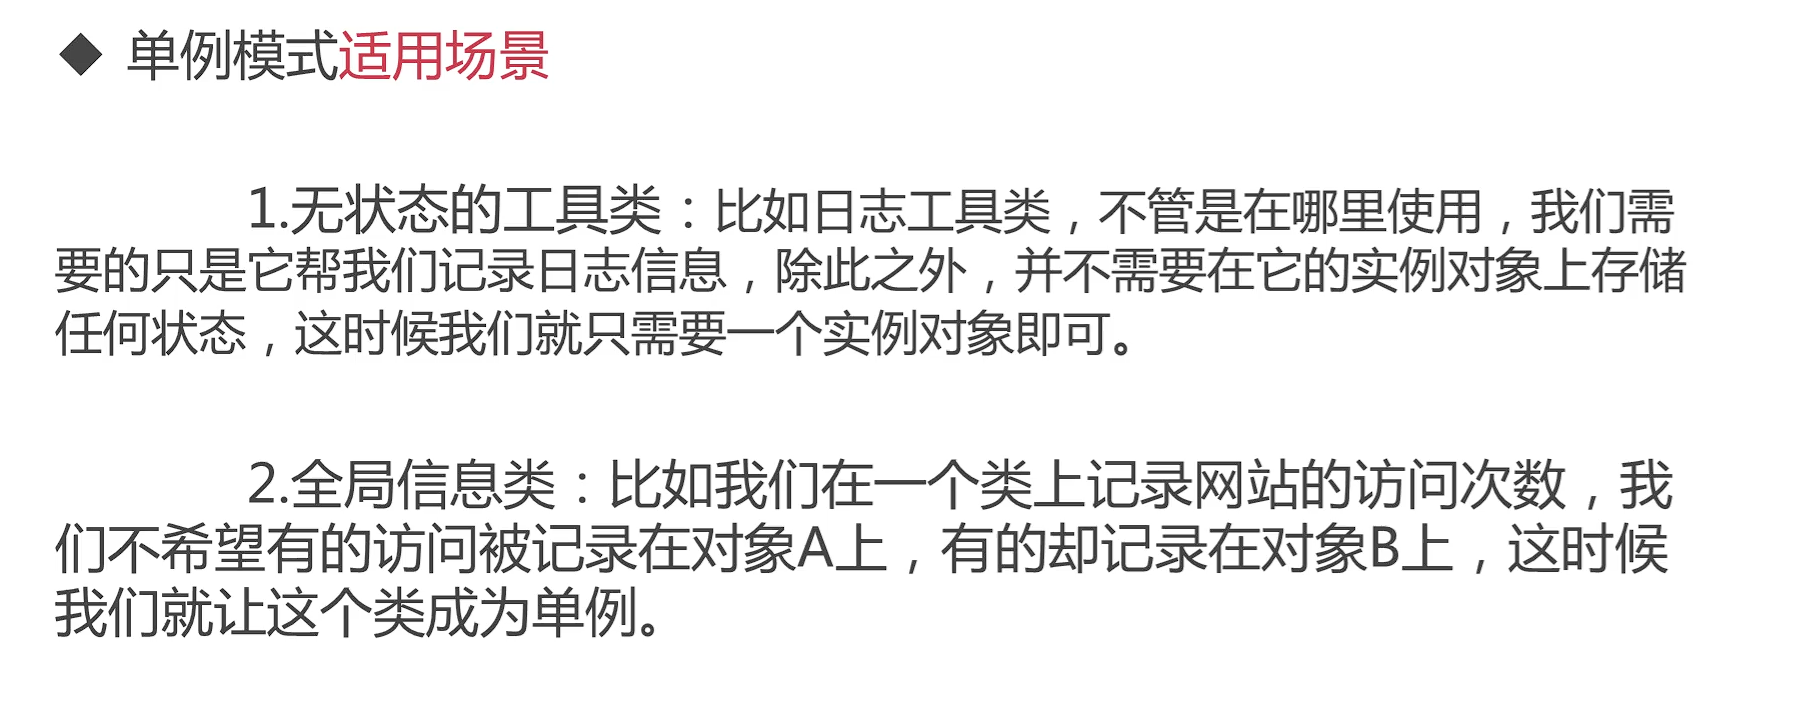 ◆ 单例模式适用场景
1.无状态的工具类：比如日志工具类，不管是在哪里使用，我们需
要的只是它帮我们记录日志信息，除此之外，并不需要在它的实例对象上存储
任何状态，这时候我们就只需要一个实例对象即可。
2.全局信息类：比如我们在一个类上记录网站的访问次数，我
们不希望有的访问被记录在对象A上，有的却记录在对象B上，这时候
我们就让这个类成为单例。